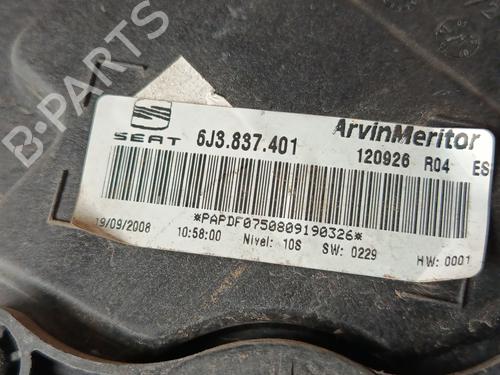 SEAT
6J3.837.401
ArvinMeritor
120926 R04 ES
*PAPDF0750809190326*
19/09/2008 10:58:00 Nivel: 10S SW: 0229 HW: 0001
B-PARTS